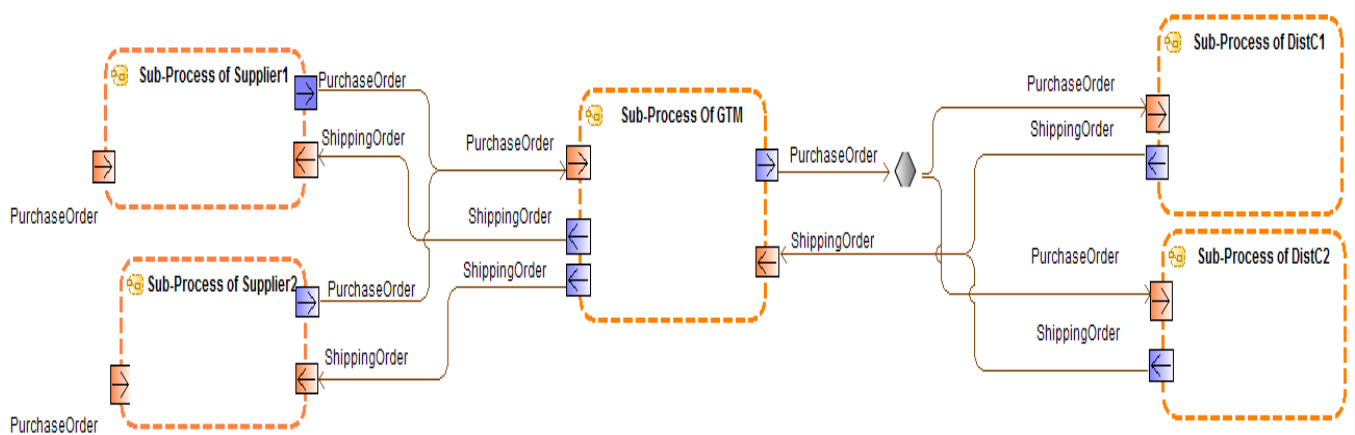 Sub-Process of Supplier1
PurchaseOrder
ShippingOrder
PurchaseOrder
Sub-Process of Supplier2
PurchaseOrder
ShippingOrder
PurchaseOrder
Sub-Process Of GTM
PurchaseOrder
ShippingOrder
ShippingOrder
PurchaseOrder
ShippingOrder
Sub-Process of DistC1
PurchaseOrder
ShippingOrder
Sub-Process of DistC2
PurchaseOrder
ShippingOrder